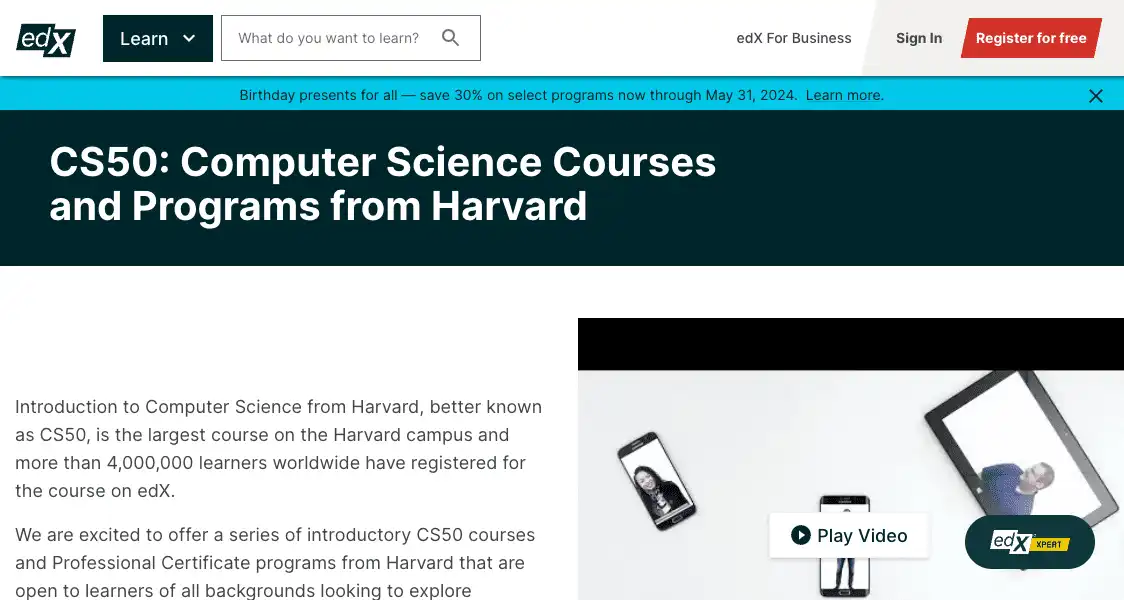 edX
Learn
What do you want to learn?
edX For Business
Sign In
Register for free
Birthday presents for all — save 30% on select programs now through May 31, 2024. Learn more.
CS50: Computer Science Courses
and Programs from Harvard
Introduction to Computer Science from Harvard, better known
as CS50, is the largest course on the Harvard campus and
more than 4,000,000 learners worldwide have registered for
the course on edX.
We are excited to offer a series of introductory CS50 courses
and Professional Certificate programs from Harvard that are
open to learners of all backgrounds looking to explore
Play Video
edX XPERT